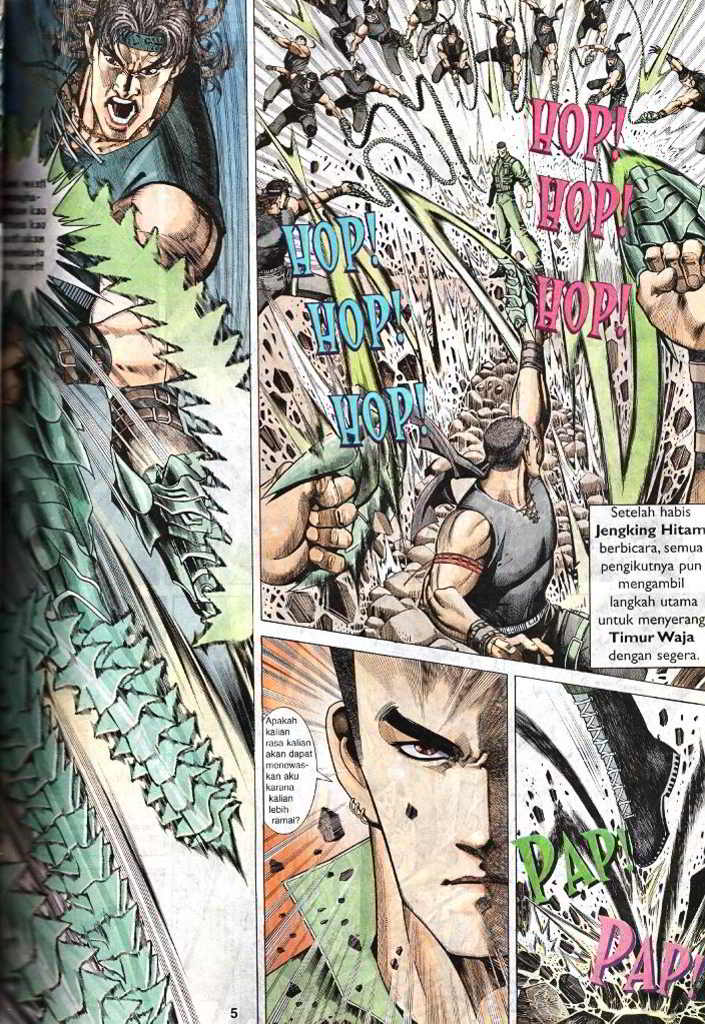 HOP!
HOP!
HOP!
HOP!
HOP!
HOP!
Setelah habis
Jengking Hitam
berbicara, semua
pengikutnya pun
mengambil
langkah utama
untuk menyerang
Timur Waja
dengan segera.
Apakah
kalian
rasa kalian
akan dapat
menewas-
kan aku
karana
kalian
lebih
ramai?
PAP!
PAP!
5